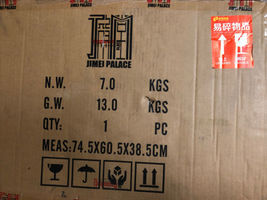 JIMEI PALACE
易碎物品
N.W. 7.0 KGS
G.W. 13.0 KGS
QTY: 1 PC
MEAS:74.5X60.5X38.5CM